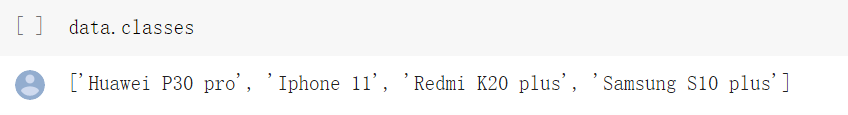 [ ] data.classes
['Huawei P30 pro', 'Iphone 11', 'Redmi K20 plus', 'Samsung S10 plus']